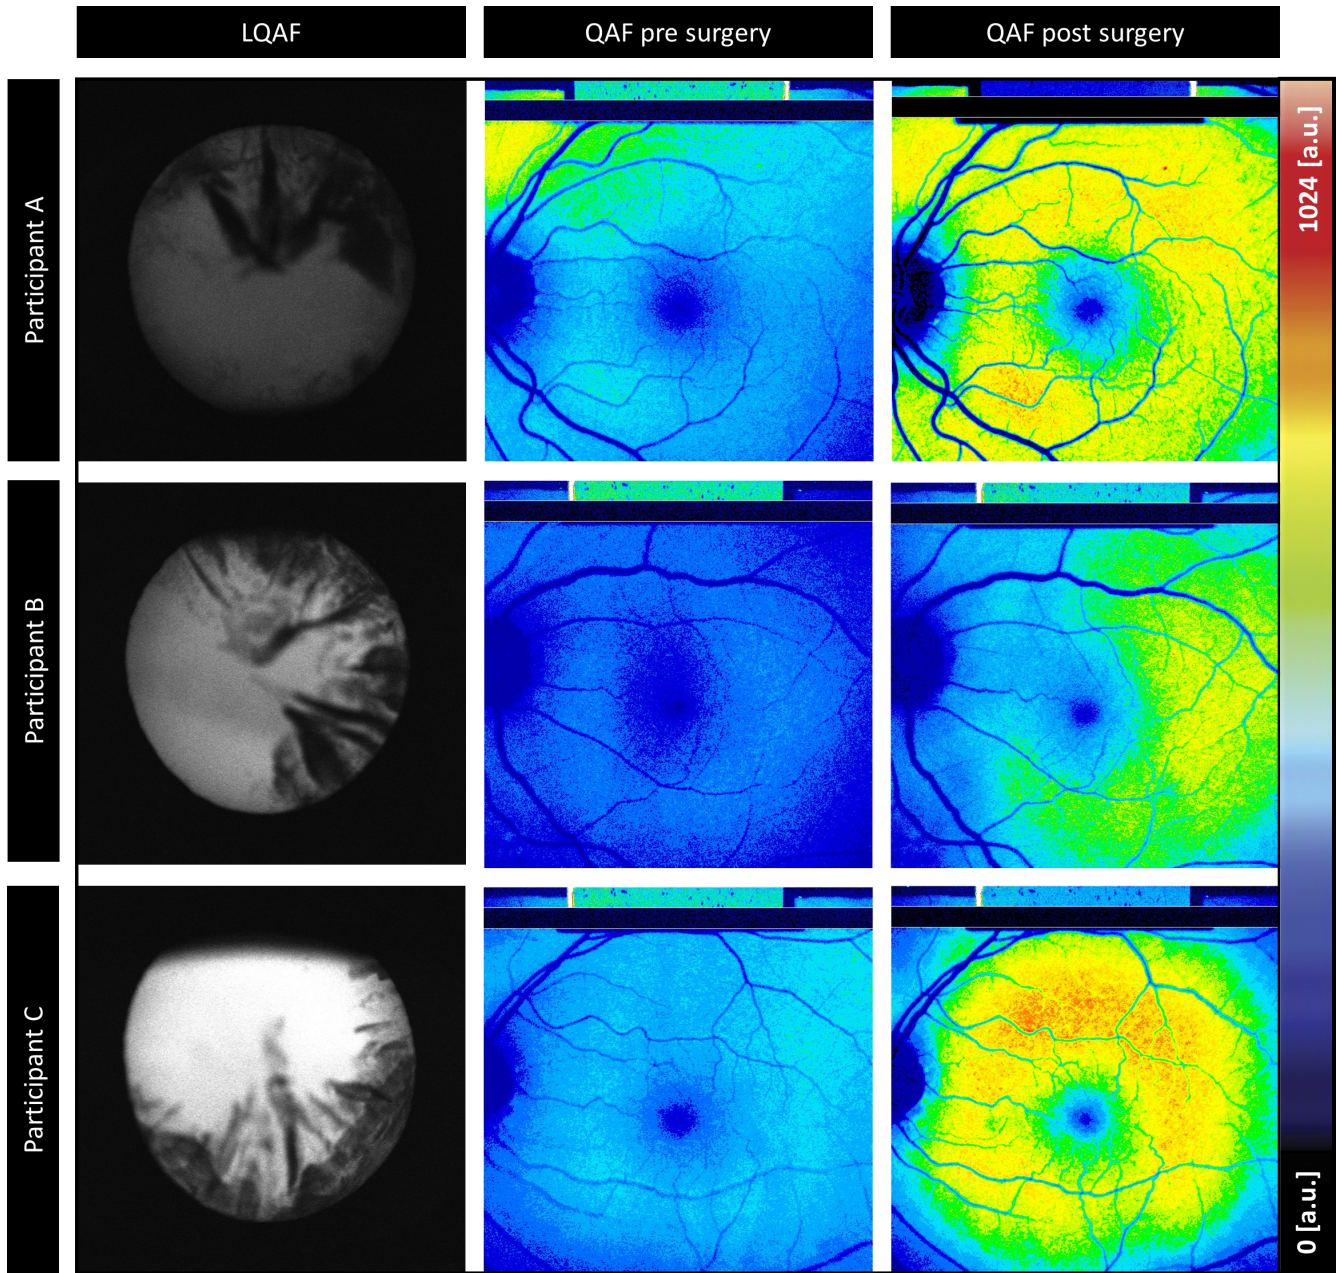 LQAF
QAF pre surgery
QAF post surgery
Participant A
1024 [a.u.]
Participant B
Participant C
0 [a.u.]